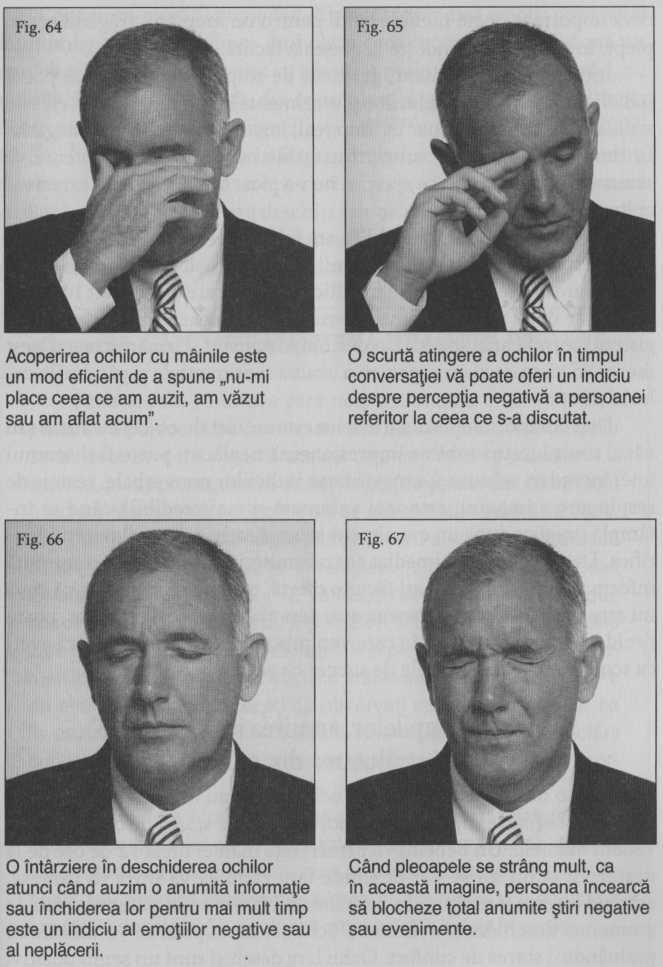 Fig. 64
Acoperirea ochilor cu mâinile este
un mod eficient de a spune „nu-mi
place ceea ce am auzit, am văzut
sau am aflat acum”.
Fig. 65
O scurtă atingere a ochilor în timpul
conversaţiei vă poate oferi un indiciu
despre percepţia negativă a persoanei
referitor la ceea ce s-a discutat.
Fig. 66
O întârziere în deschiderea ochilor
atunci când auzim o anumită informaţie
sau închiderea lor pentru mai mult timp
este un indiciu al emoţiilor negative sau
al neplăcerii.
Fig. 67
Când pleoapele se strâng mult, ca
în această imagine, persoana încearcă
să blocheze total anumite ştiri negative
sau evenimente.